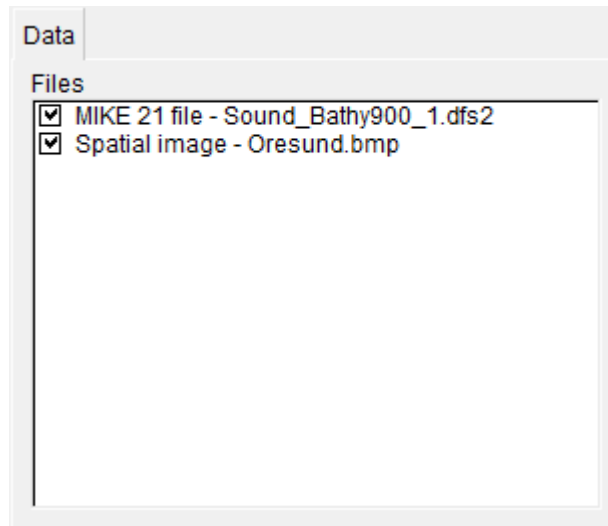 Data
Files
MIKE 21 file - Sound_Bathy900_1.dfs2
Spatial image - Oresund.bmp